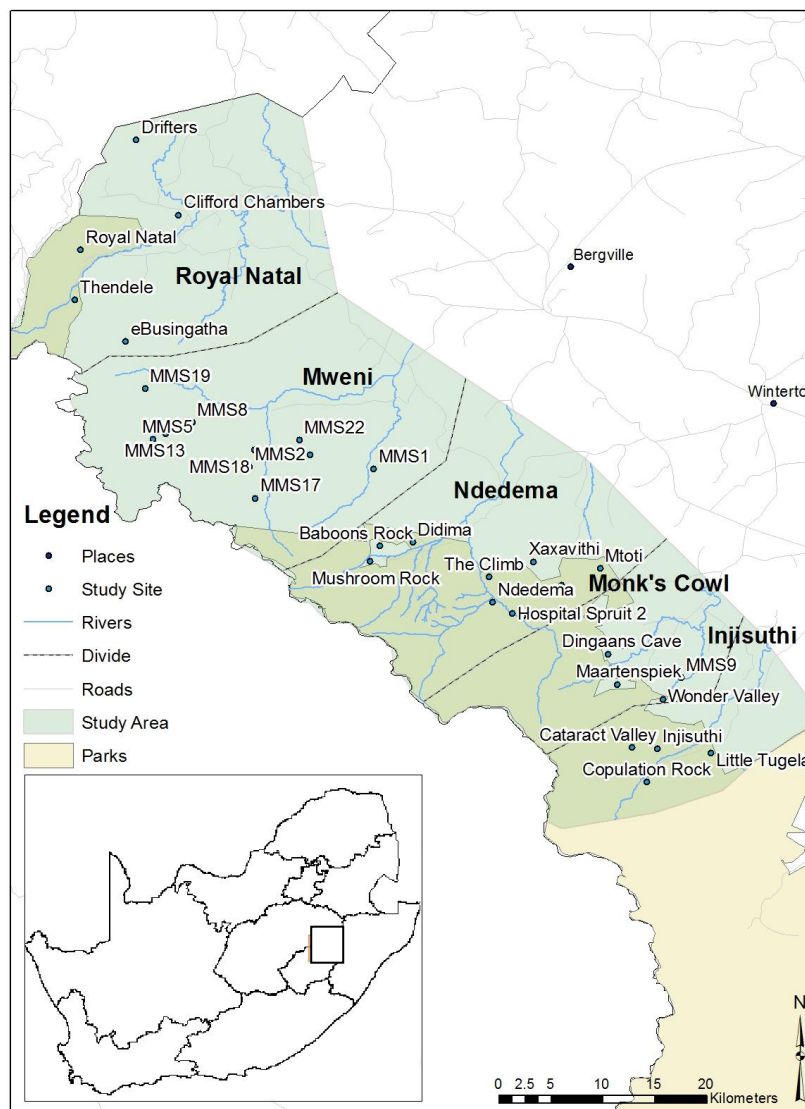 Drifters
Clifford Chambers
Royal Natal
Bergville
Royal Natal
Thendele
eBusingatha
Mweni
MMS19
Winterto
MMS8
MMS5
MMS22
MMS13
MMS2
MMS18
MMS1
MMS17
Ndedema
Legend
Baboons Rock
Didima
Xaxavithi
Mtoti
Places
The Climb
Mushroom Rock
Monk's Cowl
Study Site
Ndedema
Hospital Spruit 2
Rivers
Injisuthi
Dingaans Cave
Divide
Maartenspiek
MMS9
Roads
Wonder Valley
Study Area
Cataract Valley
Injisuthi
Little Tugela
Parks
Copulation Rock
N
0 2.5 5 10 15 20
Kilometers